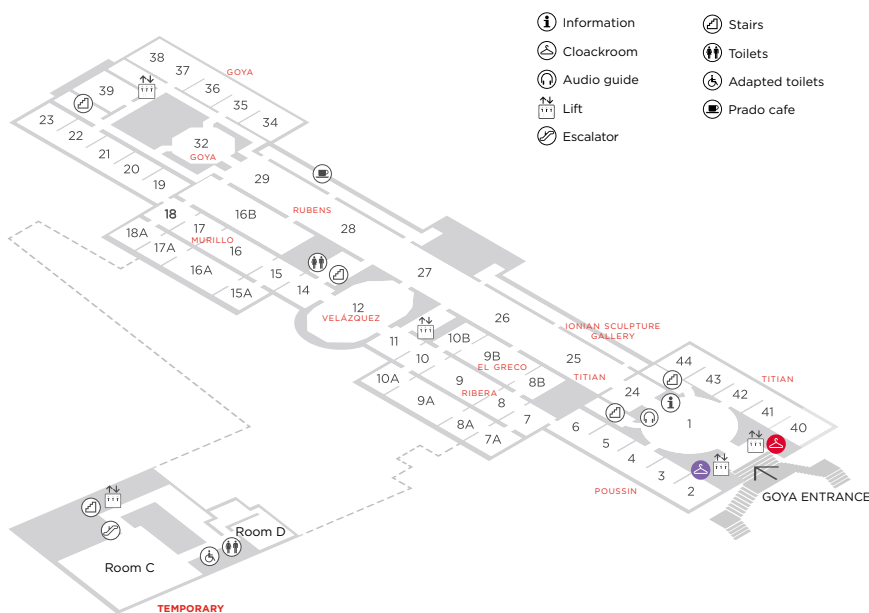 Information
Cloackroom
Audio guide
Lift
Escalator
Stairs
Toilets
Adapted toilets
Prado cafe
38
37
GOYA
39
36
35
34
23
22
32
GOYA
21
20
19
29
18
17
16B
RUBENS
28
18A
MURILLO
17A
16
16A
15
27
15A
14
12
VELÁZQUEZ
26
11
10B
IONIAN SCULPTURE
GALLERY
10
9B
EL GRECO
25
44
10A
9
8B
TITIAN
43
TITIAN
RIBERA
24
42
9A
8
41
8A
7
6
1
40
7A
5
4
3
2
POUSSIN
GOYA ENTRANCE
Room D
Room C
TEMPORARY